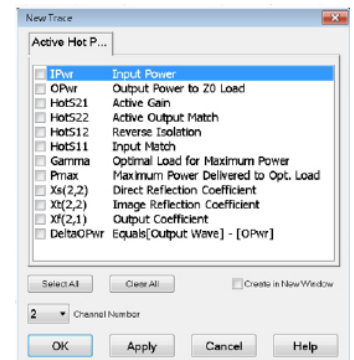 New Trace
Active Hot P...
IPwr Input Power
OPwr Output Power to Z0 Load
HotS21 Active Gain
HotS22 Active Output Match
HotS12 Reverse Isolation
HotS11 Input Match
Gamma Optimal Load for Maximum Power
Pmax Maximum Power Delivered to Opt. Load
Xs(2,2) Direct Reflection Coefficient
Xt(2,2) Image Reflection Coefficient
Xf(2,1) Output Coefficient
DeltaOPwr Equals[Output Wave] - [OPwr]
Select All Clear All Create in New Window
2 Channel Number
OK Apply Cancel Help